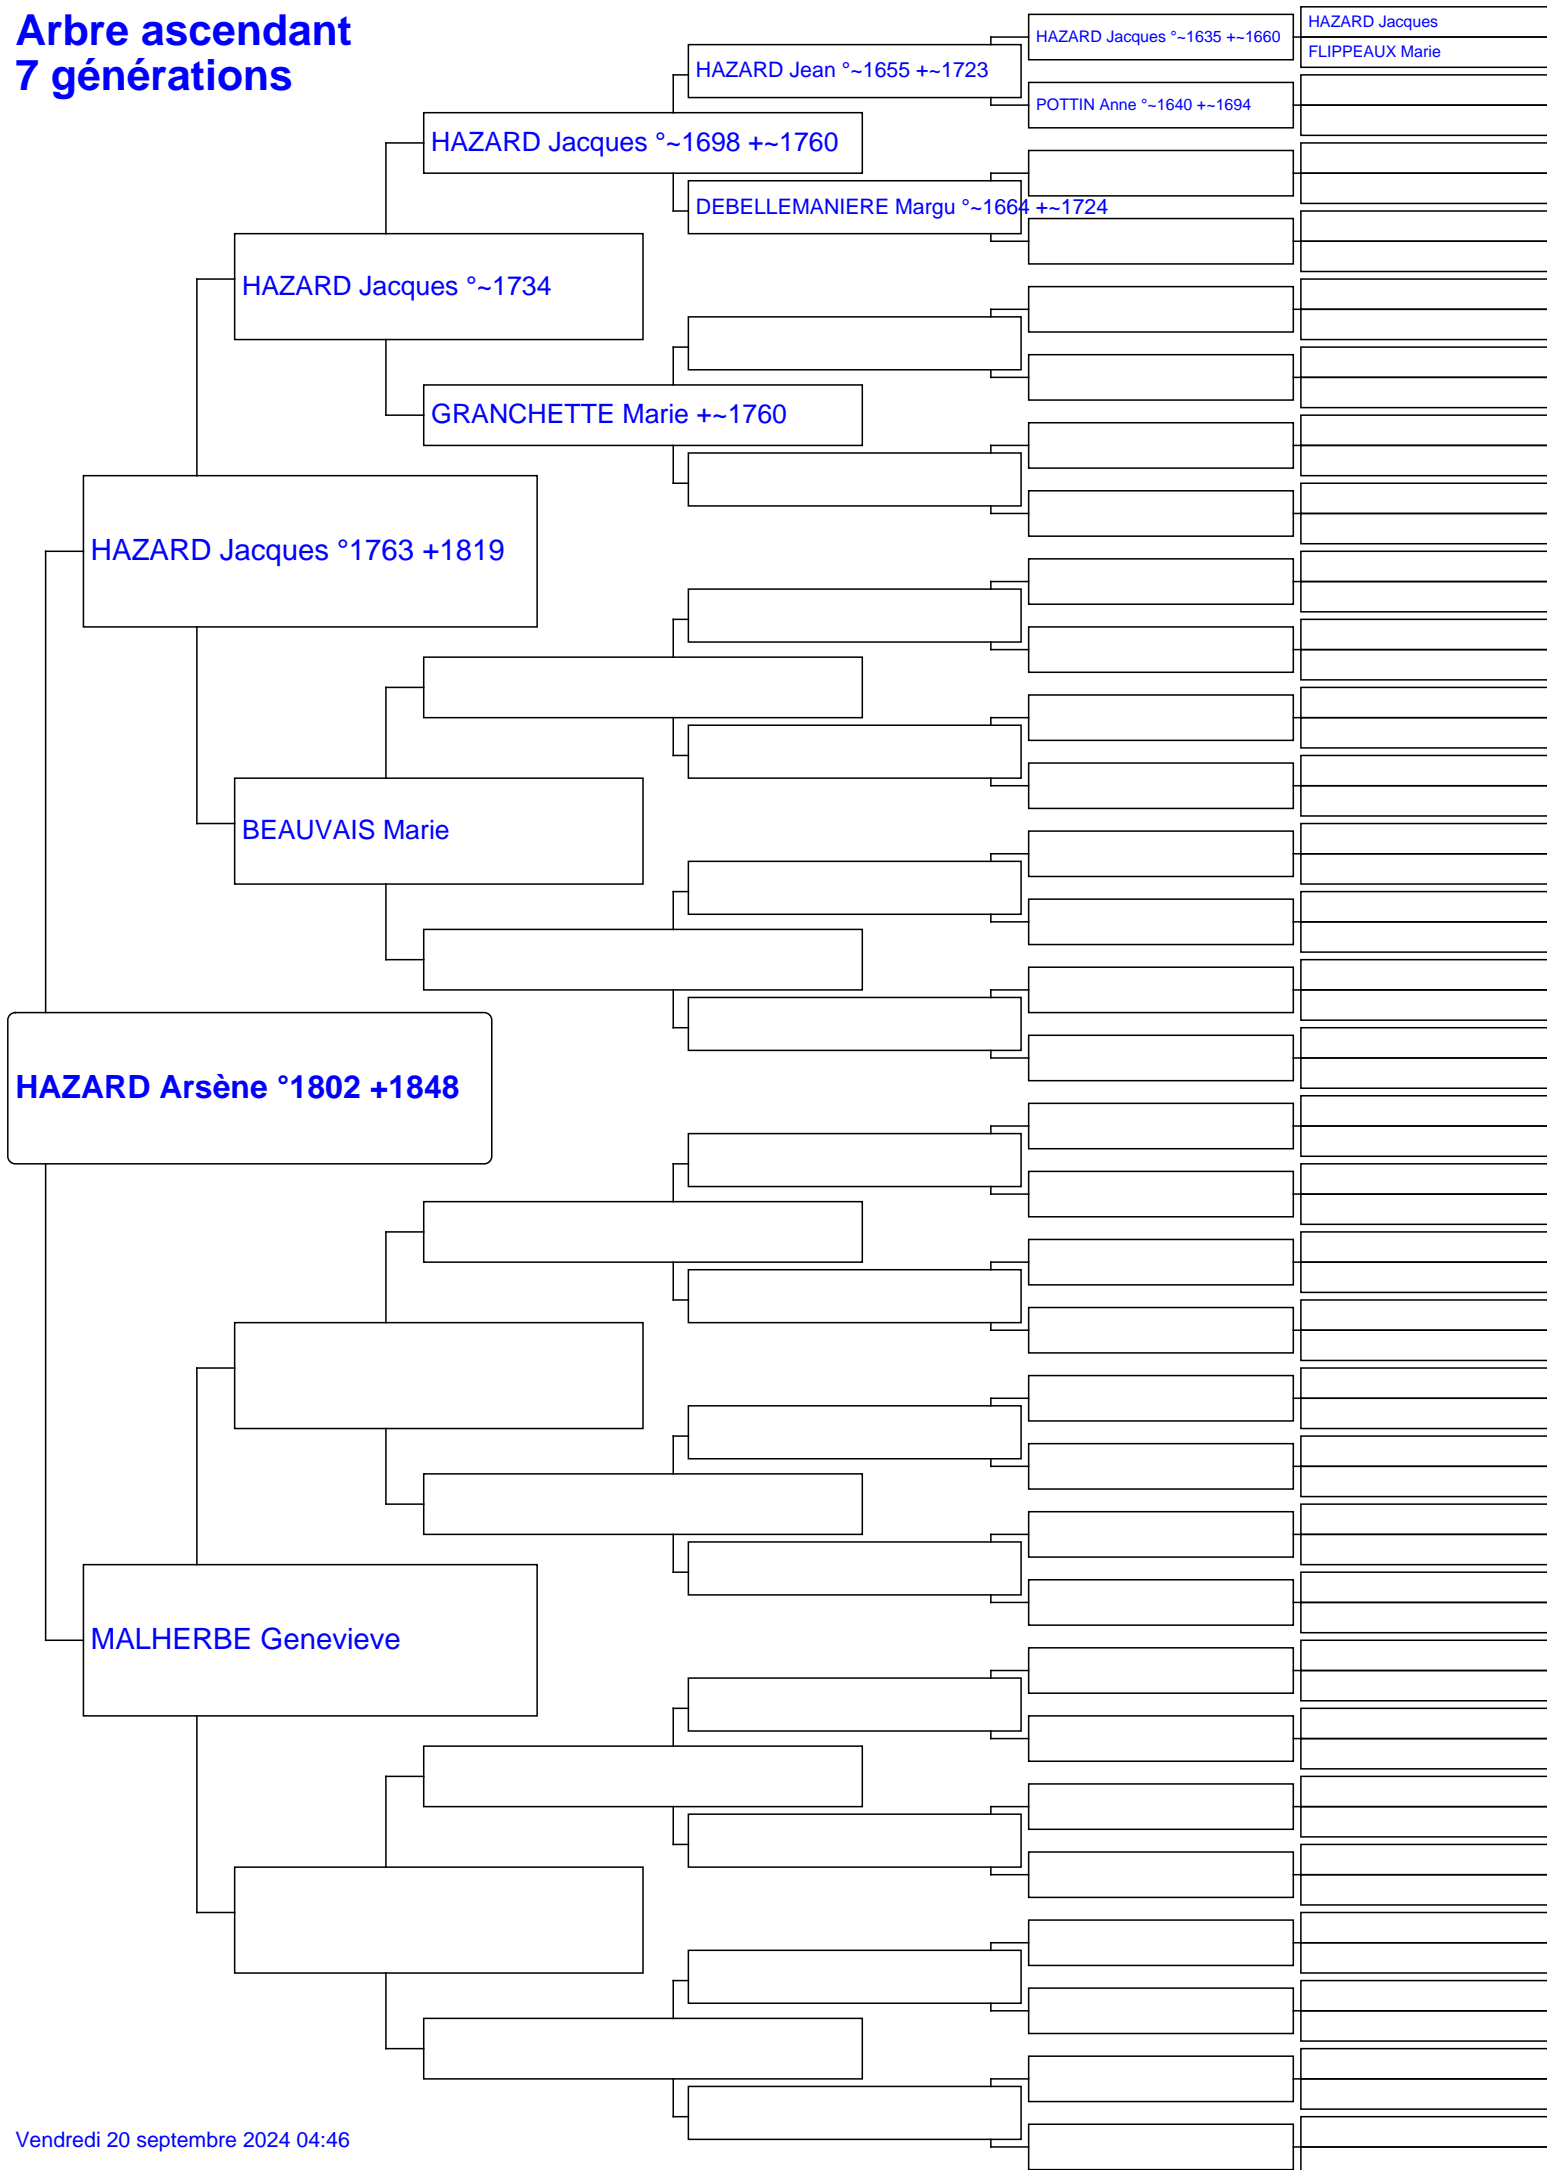 Arbre ascendant
7 générations
HAZARD Jacques
FLIPPEAUX Marie
HAZARD Jacques °~1635 +~1660
HAZARD Jean °~1655 +~1723
POTTIN Anne °~1640 +~1694
HAZARD Jacques °~1698 +~1760
DEBELLEMANIERE Margu °~1664 +~1724
HAZARD Jacques °~1734
GRANCHETTE Marie +~1760
HAZARD Jacques °1763 +1819
BEAUVAIS Marie
HAZARD Arsène °1802 +1848
MALHERBE Genevieve
Vendredi 20 septembre 2024 04:46